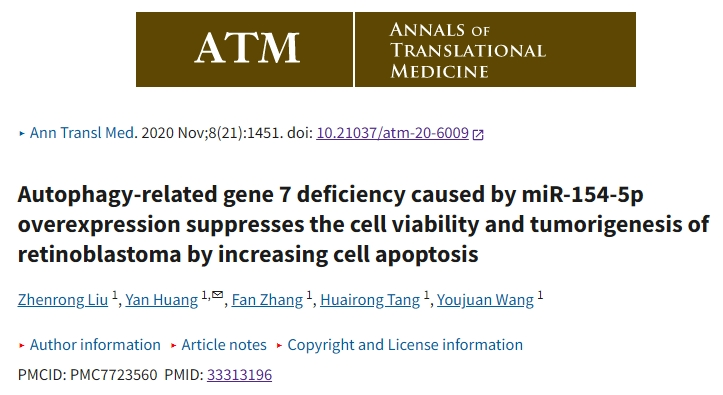 ATM
ANNALS OF
TRANSLATIONAL
MEDICINE
▸ Ann Transl Med. 2020 Nov;8(21):1451. doi: 10.21037/atm-20-6009
Autophagy-related gene 7 deficiency caused by miR-154-5p
overexpression suppresses the cell viability and tumorigenesis of
retinoblastoma by increasing cell apoptosis
Zhenrong Liu 1, Yan Huang 1,✉, Fan Zhang 1, Huairong Tang 1, Youjuan Wang 1
▸ Author information ▸ Article notes ▸ Copyright and License information
PMCID: PMC7723560 PMID: 33313196